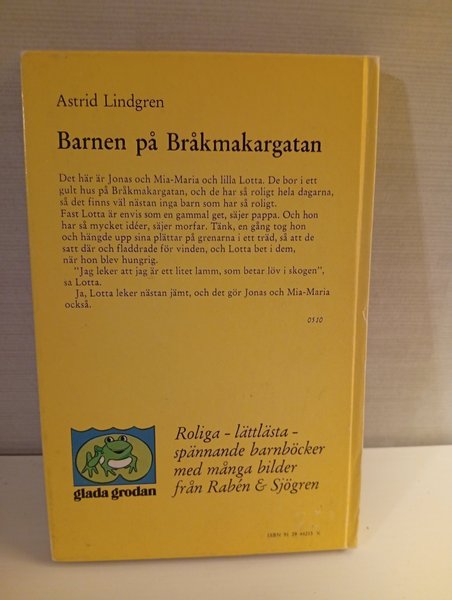 Astrid Lindgren
Barnen på Bråkmakargatan
Det här är Jonas och Mia-Maria och lilla Lotta. De bor i ett
gult hus på Bråkmakargatan, och de har så roligt hela dagarna,
så det finns väl nästan inga barn som har så roligt.
Fast Lotta är envis som en gammal get, säjer pappa. Och hon
har så mycket idéer, säjer morfar. Tänk, en gång tog hon
och hängde upp sina plättar på grenarna i ett träd, så att de
satt där och fladdrade för vinden, och Lotta bet i dem,
när hon blev hungrig.
"Jag leker att jag är ett litet lamm, som betar löv i skogen",
sa Lotta.
Ja, Lotta leker nästan jämt, och det gör Jonas och Mia-Maria
också.
0510
Roliga - lättlästa -
spännande barnböcker
med många bilder
från Rabén & Sjögren
glada grodan
ISBN 91 29